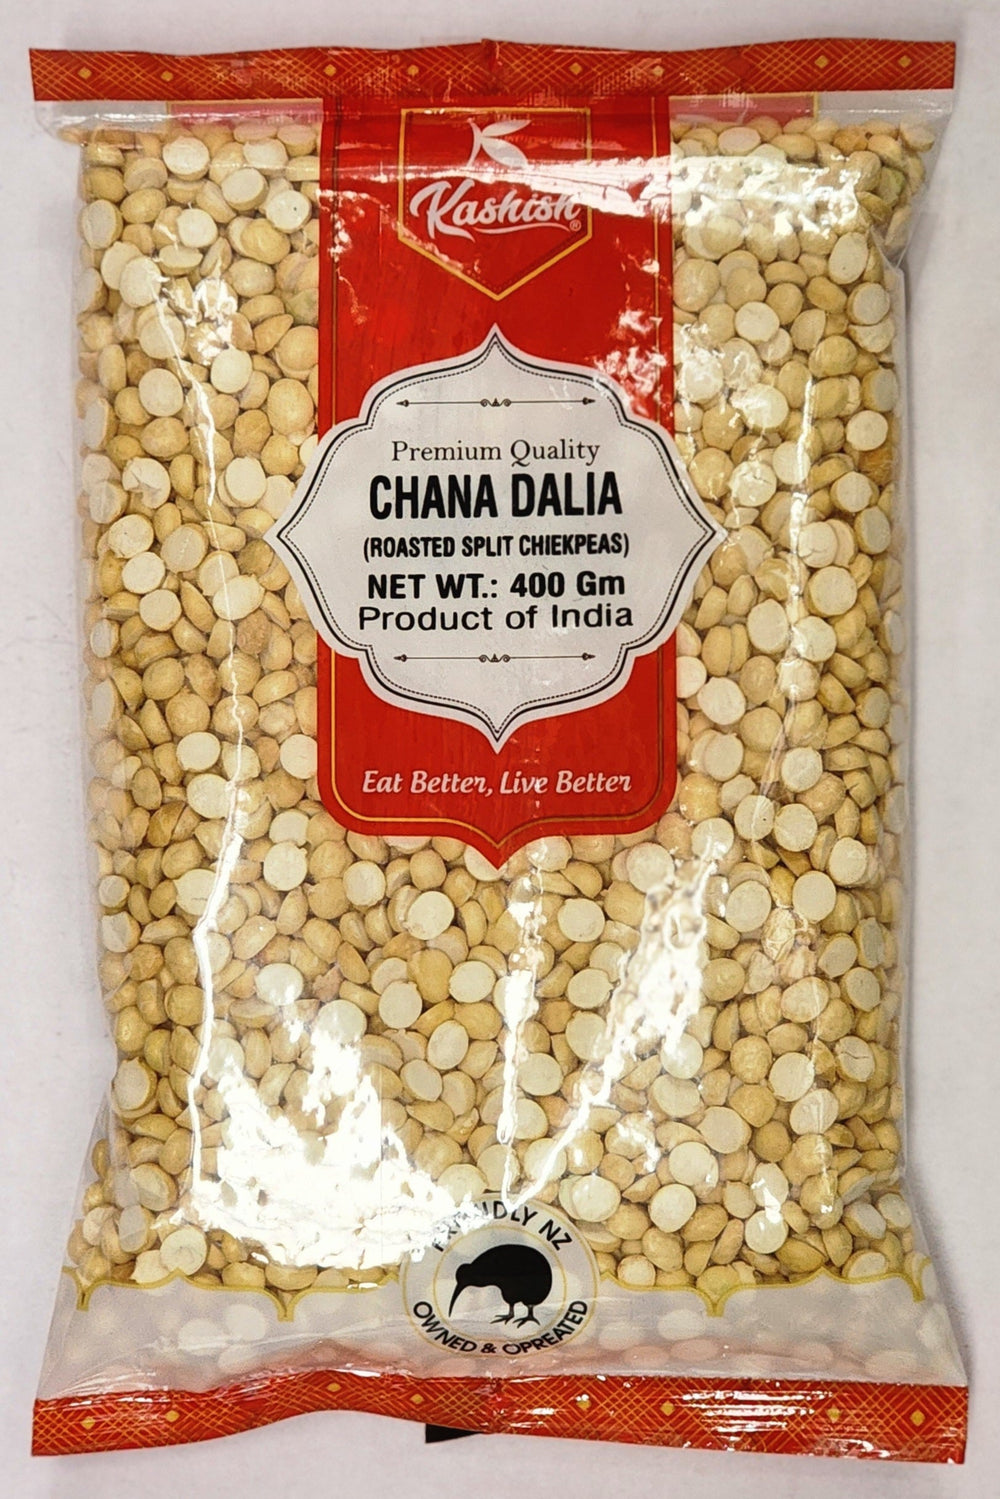 Kashish®
Premium Quality
CHANA DALIA
(ROASTED SPLIT CHIEKPEAS)
NET WT.: 400 Gm
Product of India
Eat Better, Live Better
NZ
OWNED & OPREATED